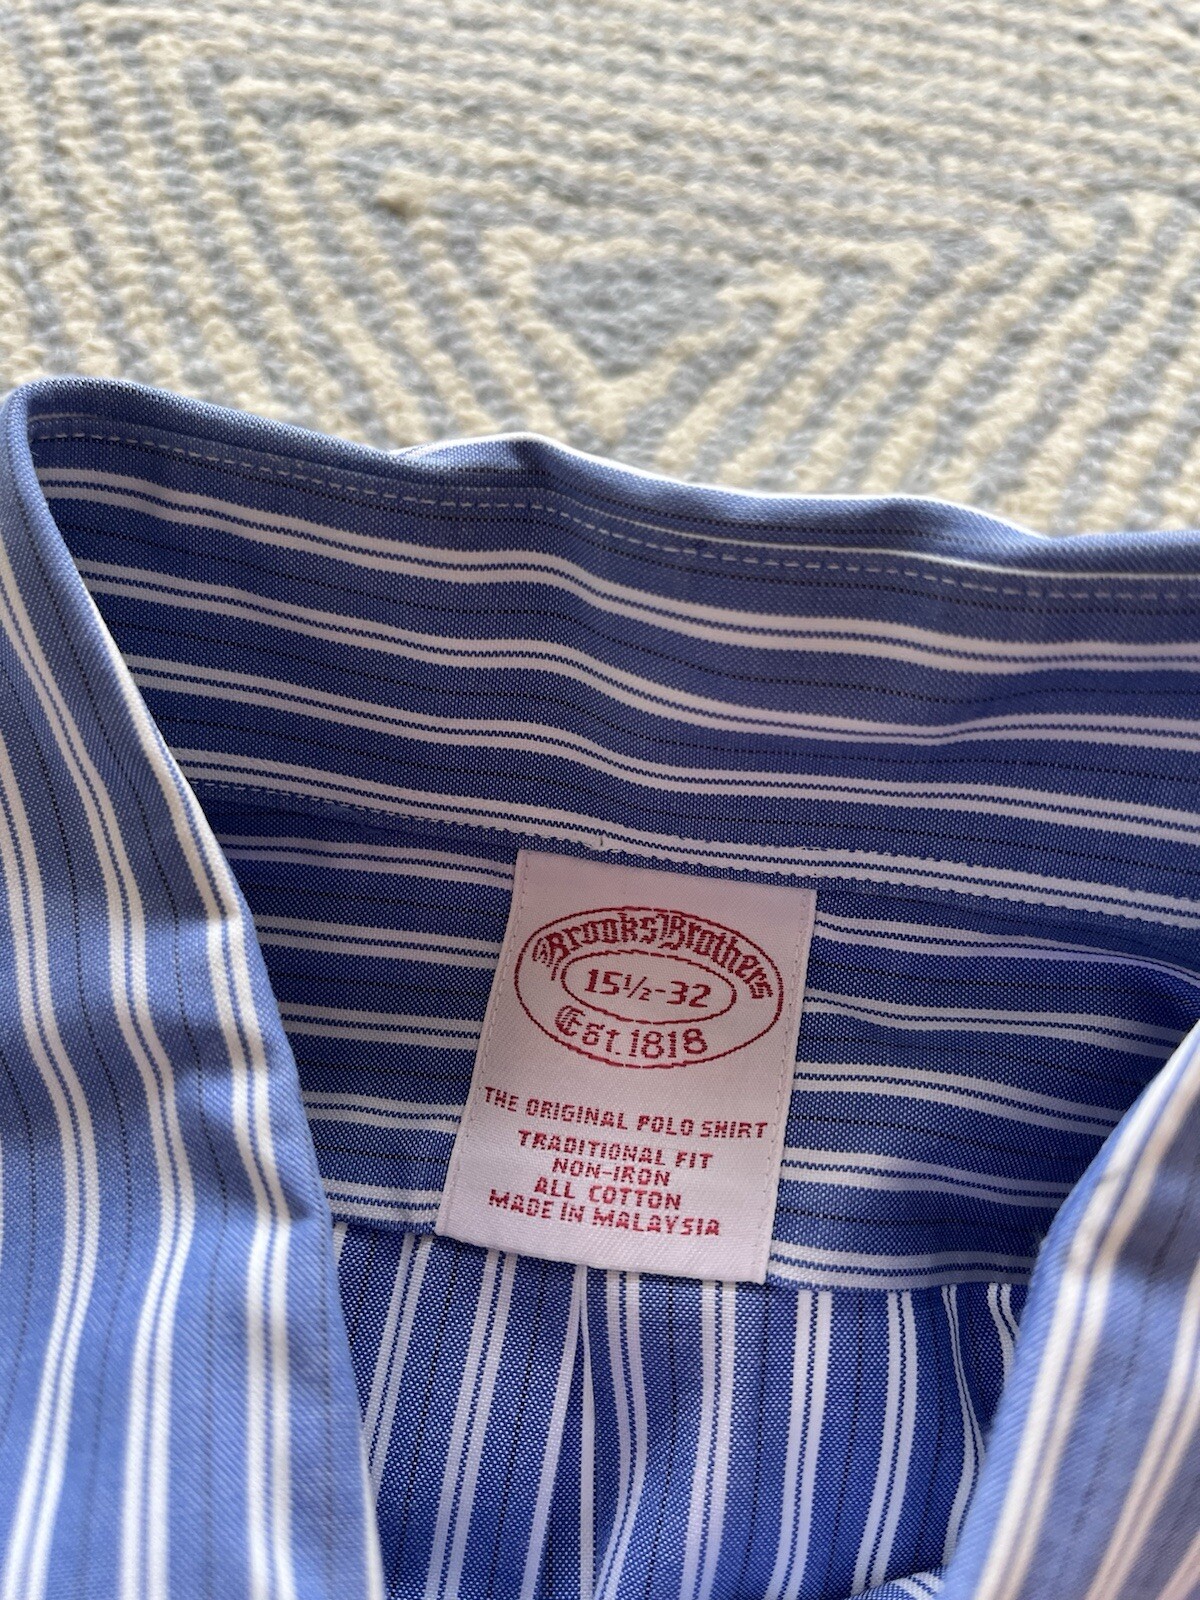 Brooks Brothers
15½-32
Est. 1818
THE ORIGINAL POLO SHIRT
TRADITIONAL FIT
NON-IRON
ALL COTTON
MADE IN MALAYSIA